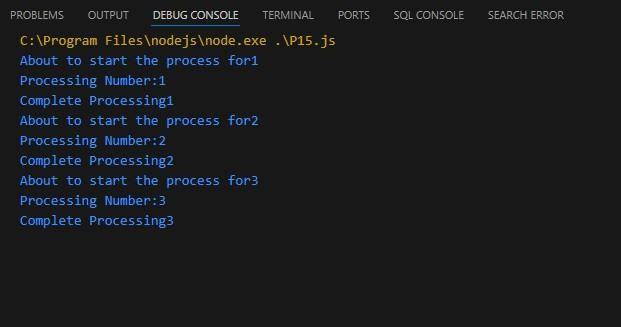 PROBLEMS OUTPUT DEBUG CONSOLE TERMINAL PORTS SQL CONSOLE SEARCH ERROR
C:\Program Files\nodejs\node.exe .\P15.js
About to start the process for1
Processing Number:1
Complete Processing1
About to start the process for2
Processing Number:2
Complete Processing2
About to start the process for3
Processing Number:3
Complete Processing3